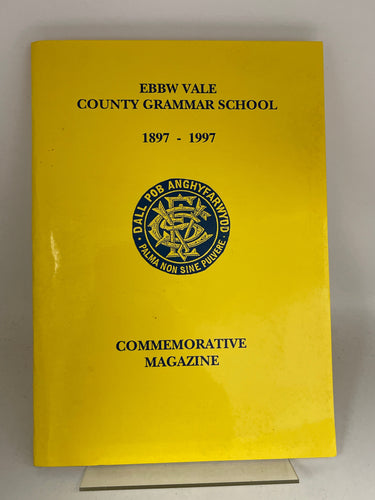 EBBW VALE
COUNTY GRAMMAR SCHOOL
1897 - 1997
· DALL POB ANGHYFARWYDD ·
PALMA NON SINE PULVERE
COMMEMORATIVE
MAGAZINE